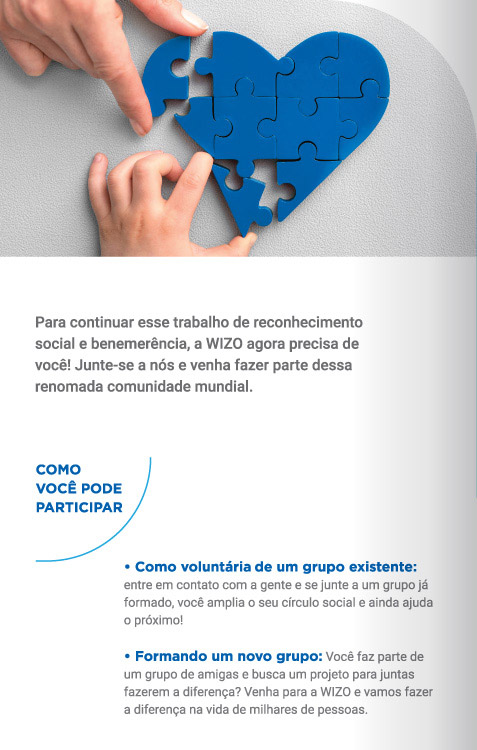 Para continuar esse trabalho de reconhecimento
social e benemerência, a WIZO agora precisa de
você! Junte-se a nós e venha fazer parte dessa
renomada comunidade mundial.
COMO
VOCÊ PODE
PARTICIPAR
• Como voluntária de um grupo existente:
entre em contato com a gente e se junte a um grupo já
formado, você amplia o seu círculo social e ainda ajuda
o próximo!
• Formando um novo grupo: Você faz parte de
um grupo de amigas e busca um projeto para juntas
fazerem a diferença? Venha para a WIZO e vamos fazer
a diferença na vida de milhares de pessoas.